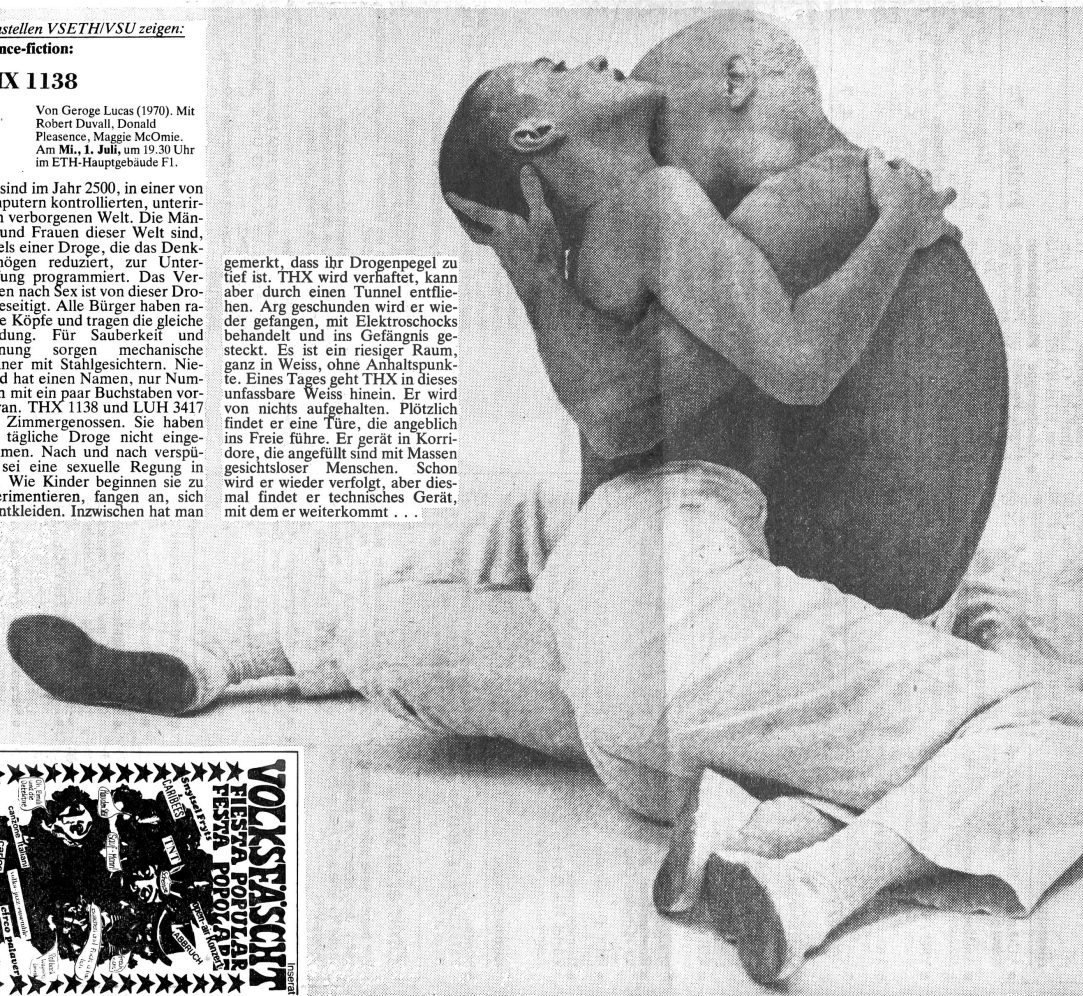 nstellen VSETH/VSU zeigen:
nce-fiction:
IX 1138
Von Geroge Lucas (1970). Mit
Robert Duvall, Donald
Pleasence, Maggie McOmie.
Am Mi., 1. Juli, um 19.30 Uhr
im ETH-Hauptgebäude F1.
sind im Jahr 2500, in einer von
puteren kontrollierten, unterir-
n verborgenen Welt. Die Män-
und Frauen dieser Welt sind,
els einer Droge, die das Denk-
mögen reduziert, zur Unter-
fung programmiert. Das Ver-
en nach Sex ist von dieser Dro-
eseitigt. Alle Bürger haben ra-
e Köpfe und tragen die gleiche
dung. Für Sauberkeit und
nung sorgen mechanische
ner mit Stahlgesichtern. Nie-
d hat einen Namen, nur Num-
n mit ein paar Buchstaben vor-
ran. THX 1138 und LUH 3417
Zimmergenossen. Sie haben
tägliche Droge nicht einge-
men. Nach und nach verspü-
sei eine sexuelle Regung in
Wie Kinder beginnen sie zu
erimentieren, fangen an, sich
ntkleiden. Inzwischen hat man
gemerkt, dass ihr Drogenpegel zu
tief ist. THX wird verhaftet, kann
aber durch einen Tunnel entflie-
hen. Arg geschunden wird er wie-
der gefangen, mit Elektroschocks
behandelt und ins Gefängnis ge-
steckt. Es ist ein riesiger Raum,
ganz in Weiss, ohne Anhaltspunk-
te. Eines Tages geht THX in dieses
unfassbare Weiss hinein. Er wird
von nichts aufgehalten. Plötzlich
findet er eine Türe, die angeblich
ins Freie führe. Er gerät in Korri-
dore, die angefüllt sind mit Massen
gesichtsloser Menschen. Schon
wird er wieder verfolgt, aber dies-
mal findet er technisches Gerät,
mit dem er weiterkommt . . .
VOLKSFÄSCHT
FIESTA POPULAR
FESTA POPOLARE
CARIBEES
TNT
AUSBRUCH
canzone italiani
circo palaver
Inserat